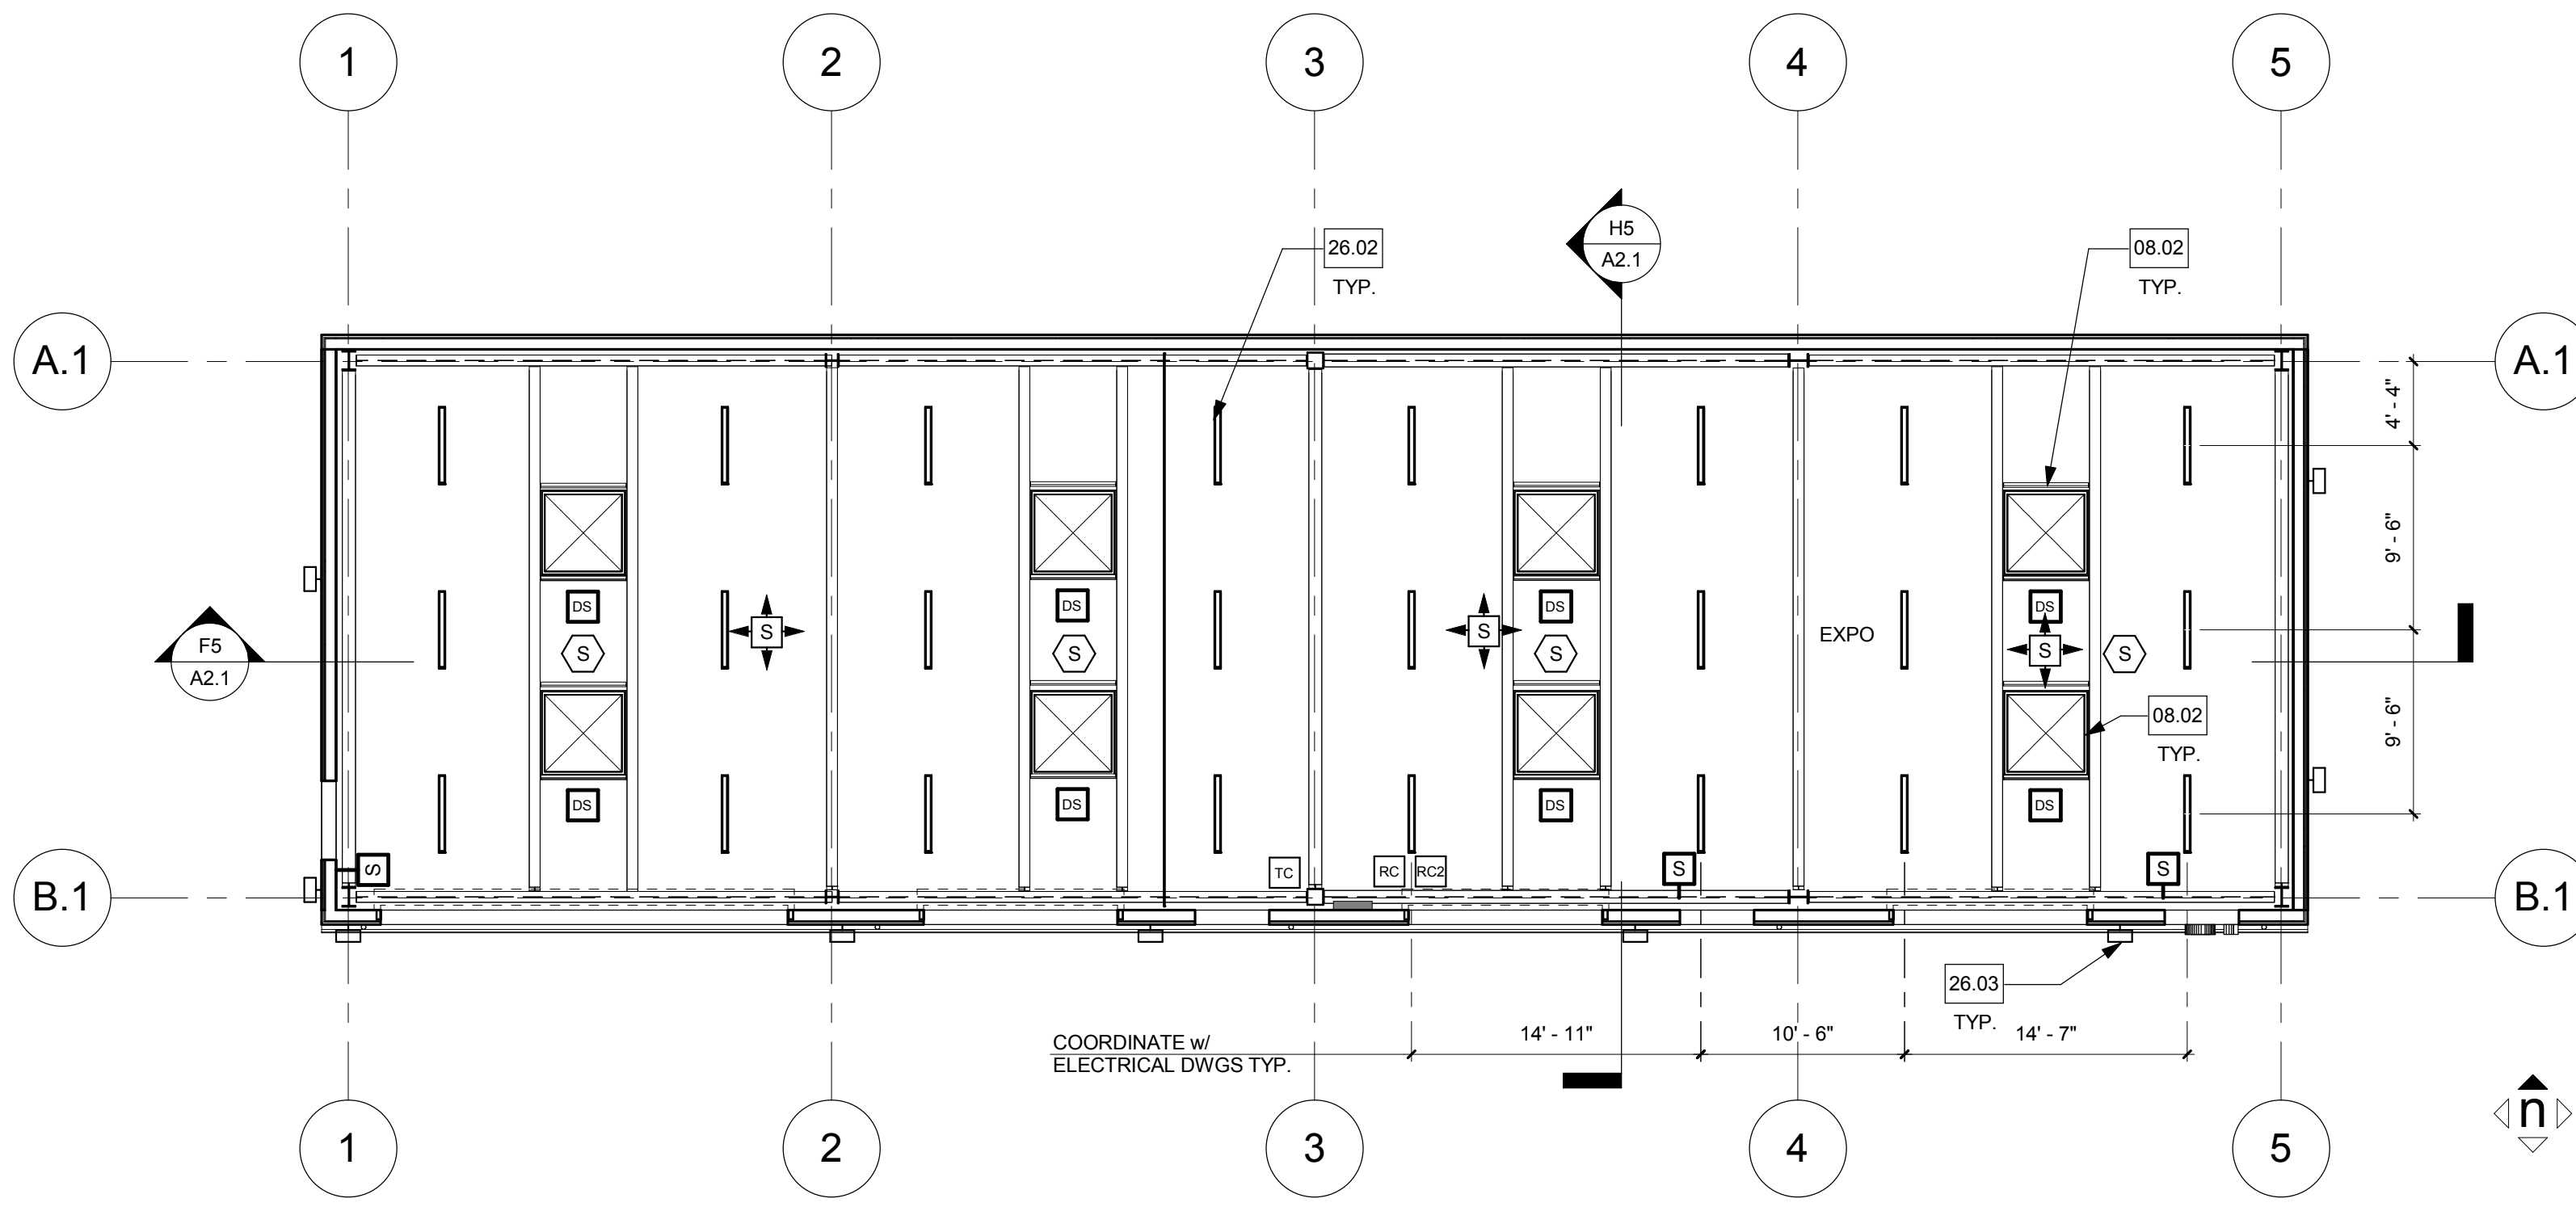 1 2 3 4 5
26.02
TYP.
H5
A2.1
08.02
TYP.
A.1 A.1
4' - 4"
9' - 6"
DS DS DS DS
S S EXPO S
F5
A2.1
S S S S
9' - 6"
08.02
TYP.
DS DS DS DS
S TC RC RC2 S S
B.1 B.1
26.03
TYP.
14' - 11" 10' - 6" 14' - 7"
COORDINATE w/
ELECTRICAL DWGS TYP.
n
1 2 3 4 5